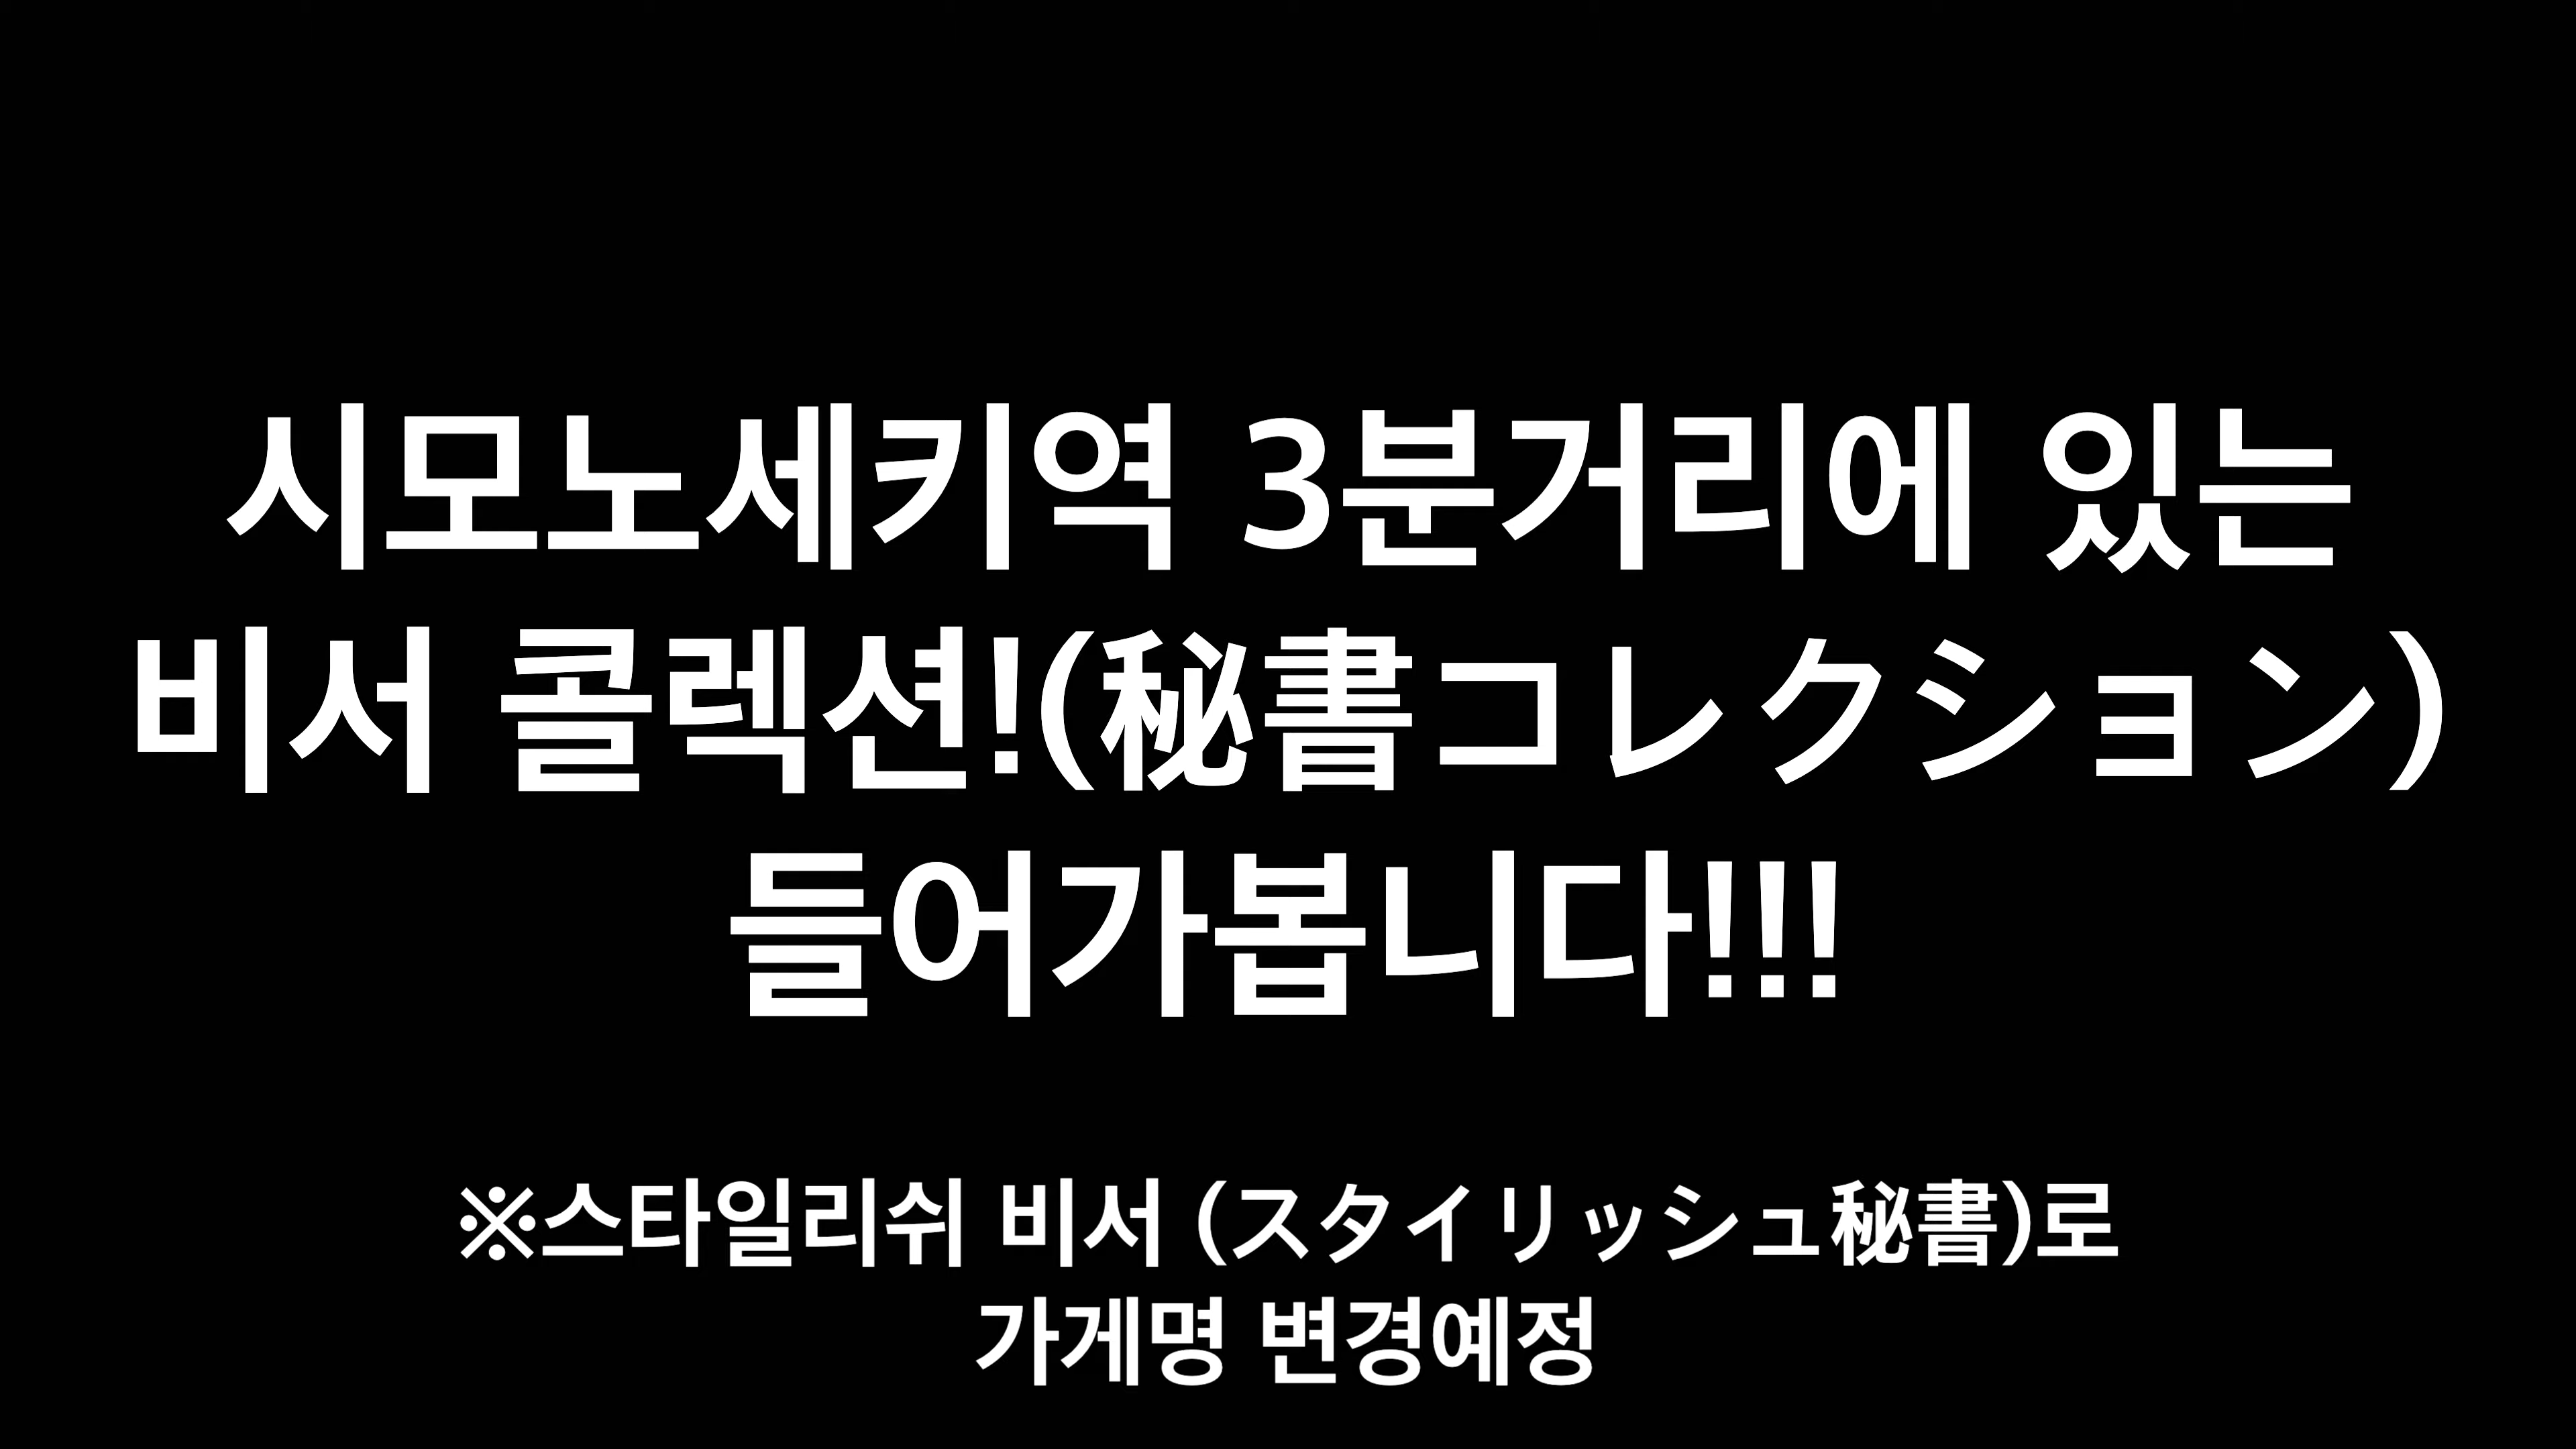 시모노세키역 3분거리에 있는
비서 콜렉션!(秘書コレクション)
들어가봅니다!!!
※스타일리쉬 비서 (スタイリッシュ秘書)로
가게명 변경예정